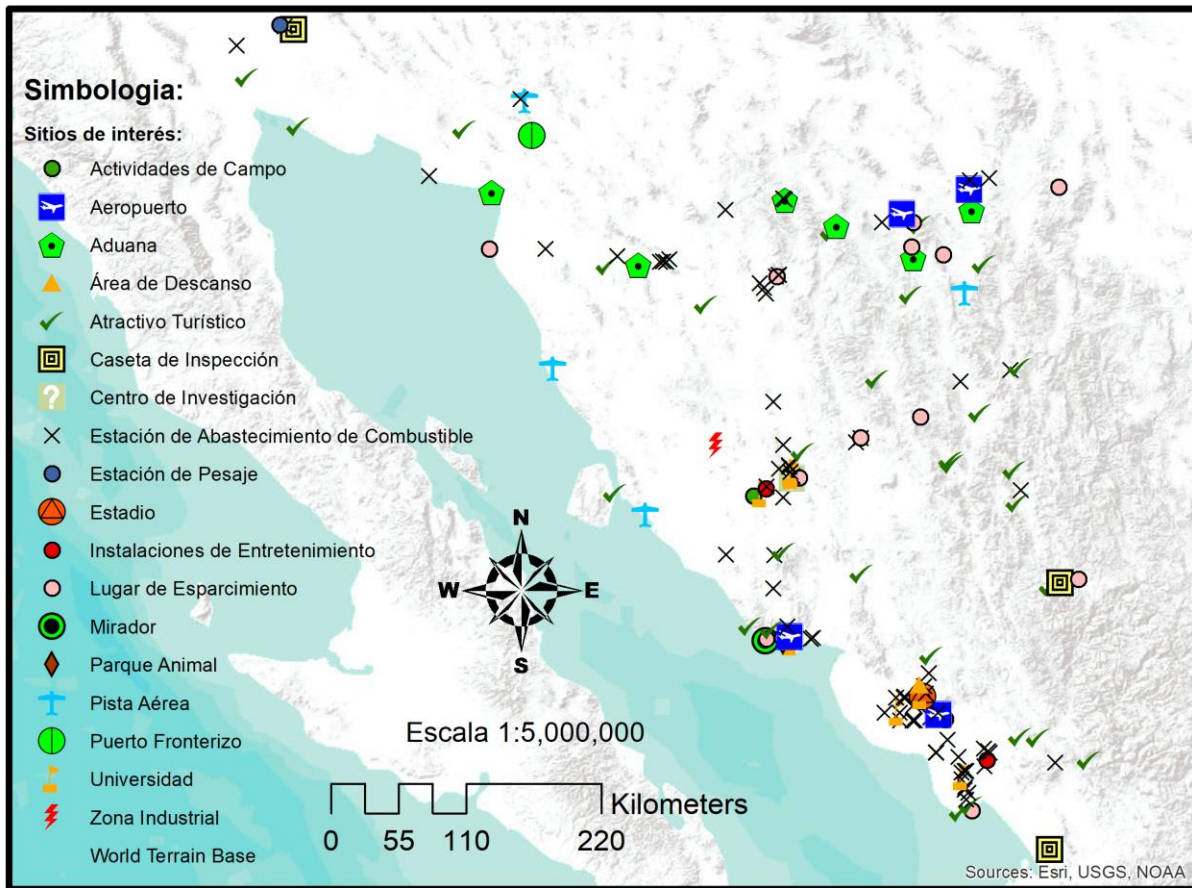 Simbologia:
Sitios de interés:
Actividades de Campo
Aeropuerto
Aduana
Área de Descanso
Atractivo Turístico
Caseta de Inspección
? Centro de Investigación
Estación de Abastecimiento de Combustible
Estación de Pesaje
Estadio
Instalaciones de Entretenimiento
Lugar de Esparcimiento
Mirador
Parque Animal
Pista Aérea
Puerto Fronterizo
Universidad
Zona Industrial
World Terrain Base
N
W E
S
Escala 1:5,000,000
Kilometers
0 55 110 220
Sources: Esri, USGS, NOAA